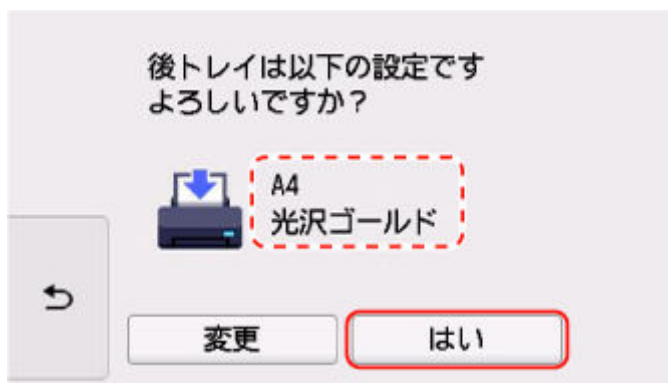 後トレイは以下の設定です
よろしいですか？
A4
光沢ゴールド
変更
はい